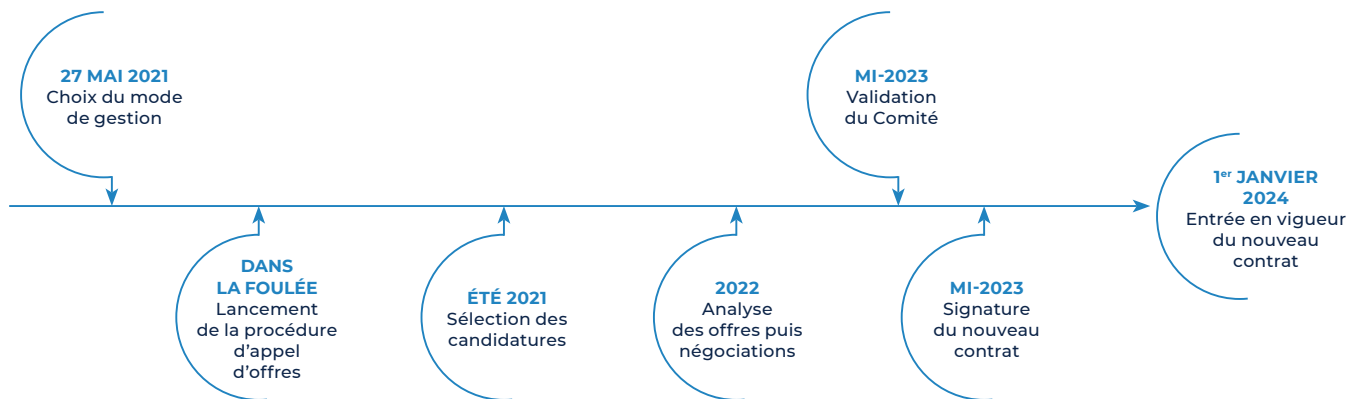 27 MAI 2021
Choix du mode
de gestion
DANS
LA FOULÉE
Lancement
de la procédure
d’appel
d’offres
ÉTÉ 2021
Sélection des
candidatures
2022
Analyse
des offres puis
négociations
MI-2023
Validation
du Comité
MI-2023
Signature
du nouveau
contrat
1er JANVIER
2024
Entrée en vigueur
du nouveau
contrat